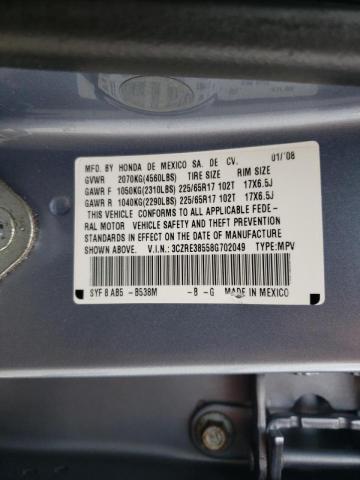 MFD. BY HONDA DE MEXICO SA. DE CV. 01/'08
GVWR 2070KG(4560LBS) TIRE SIZE RIM SIZE
GAWR F 1050KG(2310LBS) 225/65R17 102T 17X6.5J
GAWR R 1040KG(2290LBS) 225/65R17 102T 17X6.5J
THIS VEHICLE CONFORMS TO ALL APPLICABLE FEDE-
RAL MOTOR VEHICLE SAFETY AND THEFT PREVENTION
STANDARDS IN EFFECT ON THE DATE OF MANUFACTURE
SHOWN ABOVE. V.I.N.: 3CZRE38558G702049 TYPE:MPV
SYF 8 AB5 -B538M -B -G MADE IN MEXICO